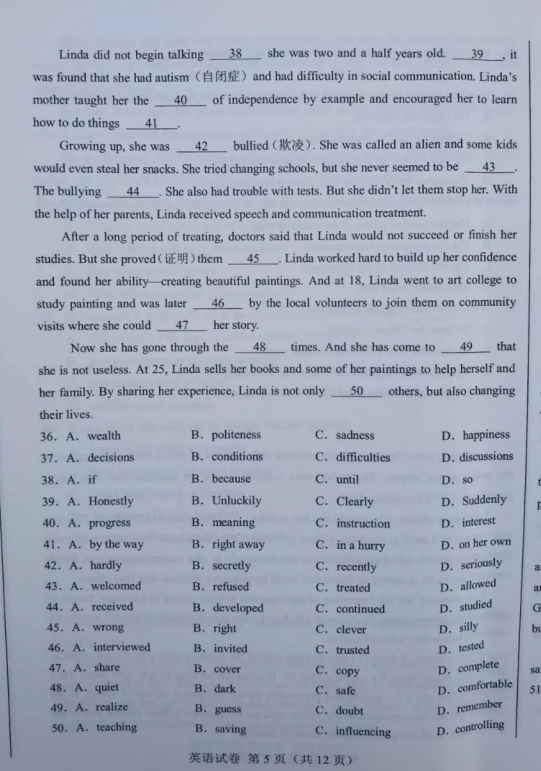 Linda did not begin talking 38 she was two and a half years old. 39 , it
was found that she had autism (自闭症) and had difficulty in social communication. Linda's
mother taught her the 40 of independence by example and encouraged her to learn
how to do things 41 .
Growing up, she was 42 bullied (欺凌). She was called an alien and some kids
would even steal her snacks. She tried changing schools, but she never seemed to be 43 .
The bullying 44 . She also had trouble with tests. But she didn't let them stop her. With
the help of her parents, Linda received speech and communication treatment.
After a long period of treating, doctors said that Linda would not succeed or finish her
studies. But she proved(证明)them 45 . Linda worked hard to build up her confidence
and found her ability—creating beautiful paintings. And at 18, Linda went to art college to
study painting and was later 46 by the local volunteers to join them on community
visits where she could 47 her story.
Now she has gone through the 48 times. And she has come to 49 that
she is not useless. At 25, Linda sells her books and some of her paintings to help herself and
her family. By sharing her experience, Linda is not only 50 others, but also changing
their lives.
36. A. wealth B. politeness C. sadness D. happiness
37. A. decisions B. conditions C. difficulties D. discussions
38. A. if B. because C. until D. so
39. A. Honestly B. Unluckily C. Clearly D. Suddenly
40. A. progress B. meaning C. instruction D. interest
41. A. by the way B. right away C. in a hurry D. on her own
42. A. hardly B. secretly C. recently D. seriously
43. A. welcomed B. refused C. treated D. allowed
44. A. received B. developed C. continued D. studied
45. A. wrong B. right C. clever D. silly
46. A. interviewed B. invited C. trusted D. tested
47. A. share B. cover C. copy D. complete
48. A. quiet B. dark C. safe D. comfortable
49. A. realize B. guess C. doubt D. remember
50. A. teaching B. saving C. influencing D. controlling
英语试卷 第 5 页 (共 12 页)